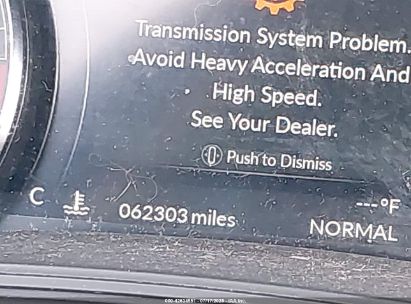 Transmission System Problem.
Avoid Heavy Acceleration And
High Speed.
See Your Dealer.
Push to Dismiss
C
---°F
062303 miles
NORMAL